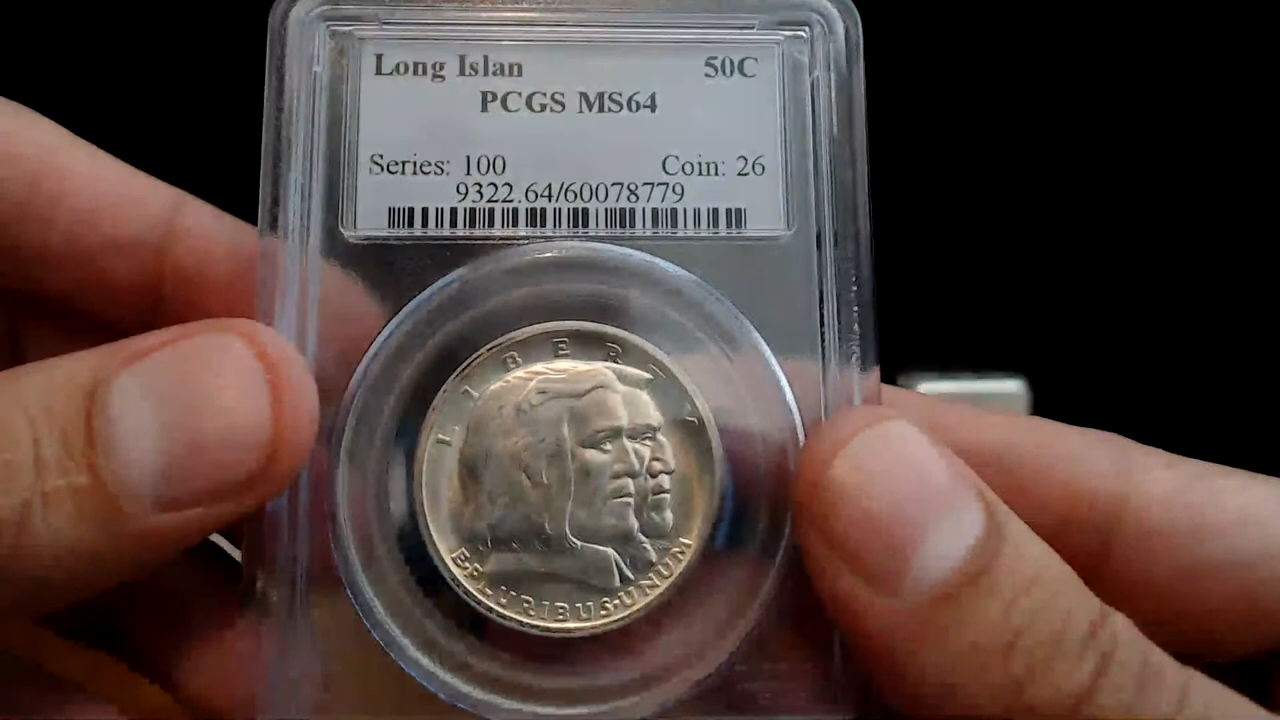 Long Islan 50C
PCGS MS64
Series: 100 Coin: 26
9322.64/60078779
LIBERTY
E·PLURIBUS·UNUM